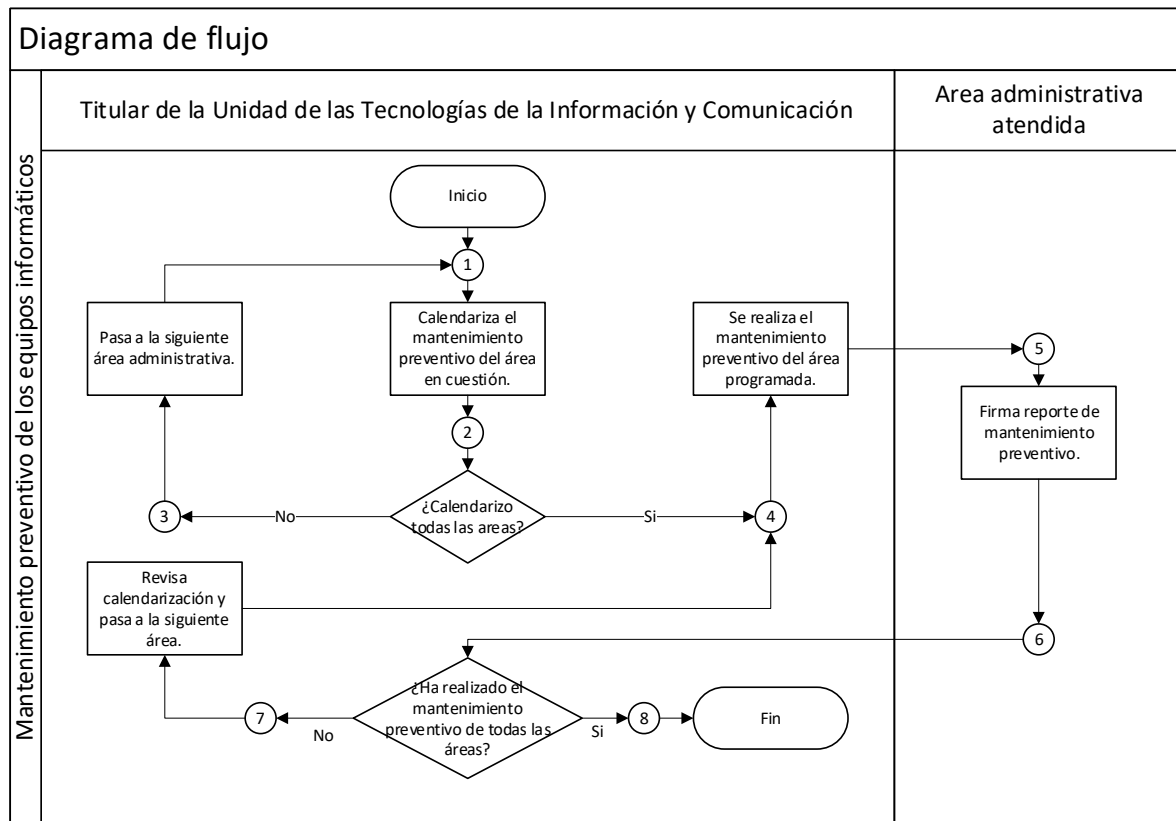 Diagrama de flujo
Mantenimiento preventivo de los equipos informáticos
Titular de la Unidad de las Tecnologías de la Información y Comunicación
Area administrativa
atendida
Inicio
1
Pasa a la siguiente
área administrativa.
Calendariza el
mantenimiento
preventivo del área
en cuestión.
Se realiza el
mantenimiento
preventivo del área
programada.
5
Firma reporte de
mantenimiento
preventivo.
2
3
No
¿Calendarizo
todas las areas?
Si
4
Revisa
calendarización y
pasa a la siguiente
área.
6
7
No
¿Ha realizado el
mantenimiento
preventivo de todas las
áreas?
Si
8
Fin